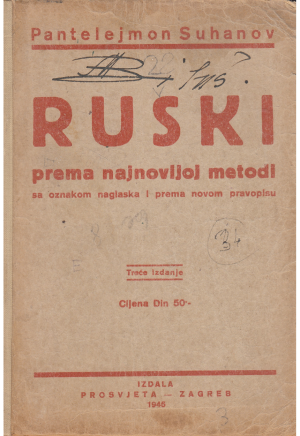 Pantelejmon Suhanov
RUSKI
prema najnovijoj metodi
sa oznakom naglaska i prema novom pravopisu
Treće izdanje
Cijena Din 50·-
IZDALA
PROSVJETA — ZAGREB
1945
3